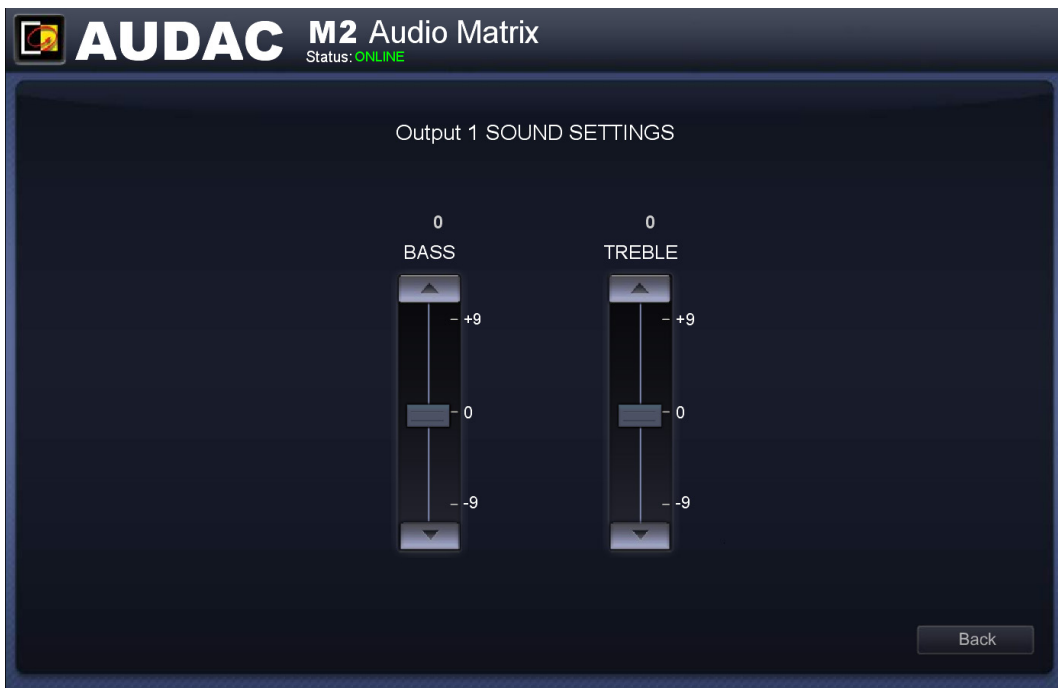 AUDAC M2 Audio Matrix
Status: ONLINE
Output 1 SOUND SETTINGS
0 0
BASS TREBLE
+9 +9
0 0
-9 -9
Back